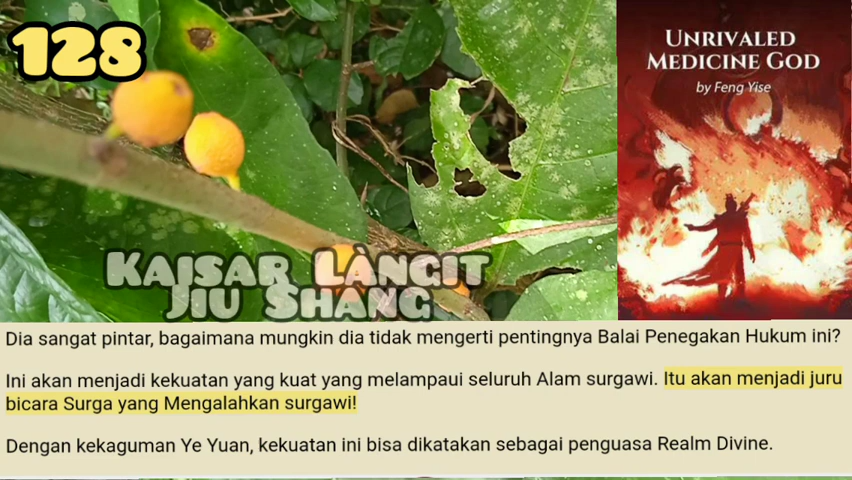 128
UNRIVALED
MEDICINE GOD
by Feng Yise
KAISAR LÀNGIT
JIU SHANG
Dia sangat pintar, bagaimana mungkin dia tidak mengerti pentingnya Balai Penegakan Hukum ini?
Ini akan menjadi kekuatan yang kuat yang melampaui seluruh Alam surgawi. Itu akan menjadi juru
bicara Surga yang Mengalahkan surgawi!
Dengan kekaguman Ye Yuan, kekuatan ini bisa dikatakan sebagai penguasa Realm Divine.